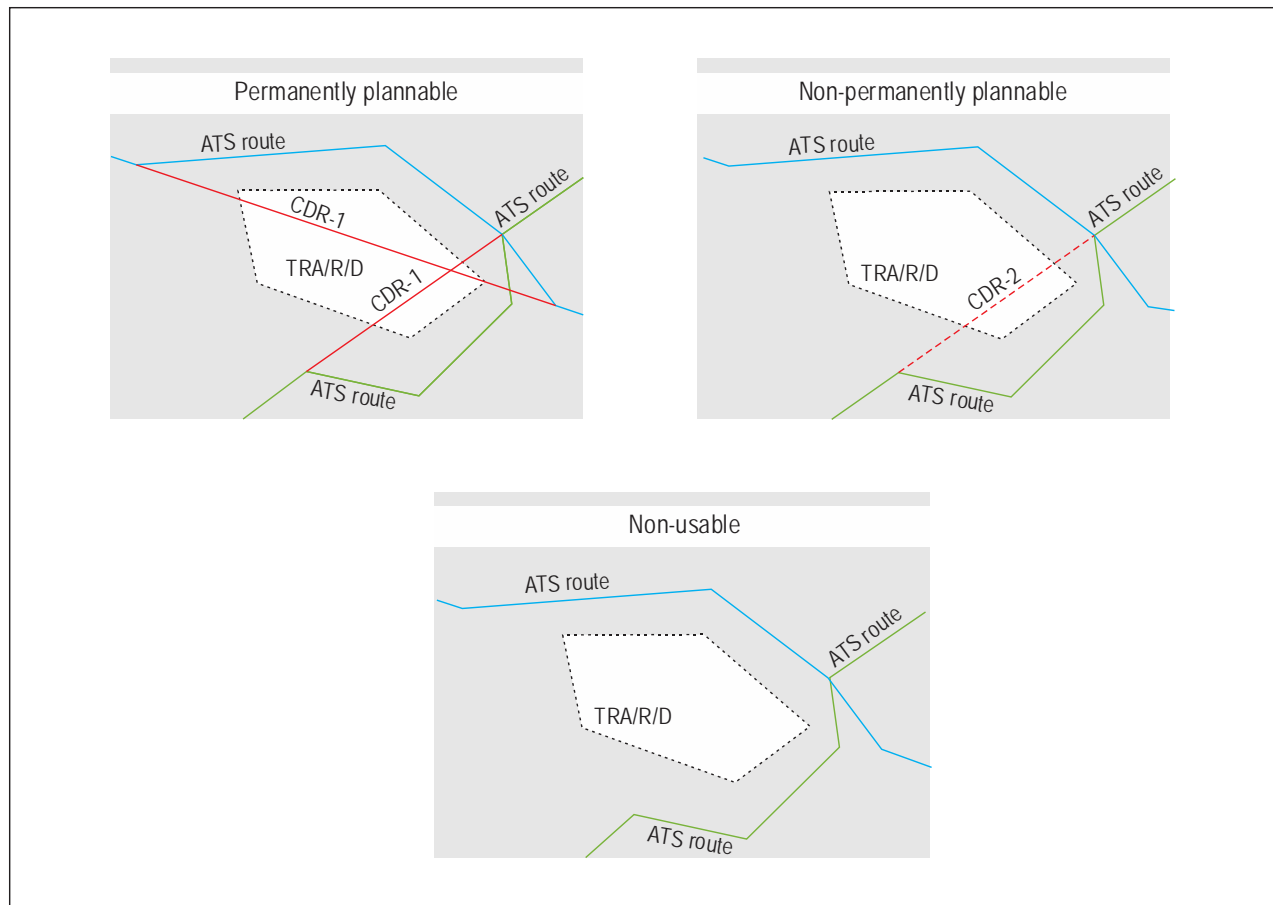 Permanently plannable
ATS route
ATS route
CDR-1
TRA/R/D
CDR-1
ATS route
Non-permanently plannable
ATS route
ATS route
TRA/R/D
CDR-2
ATS route
Non-usable
ATS route
ATS route
TRA/R/D
ATS route